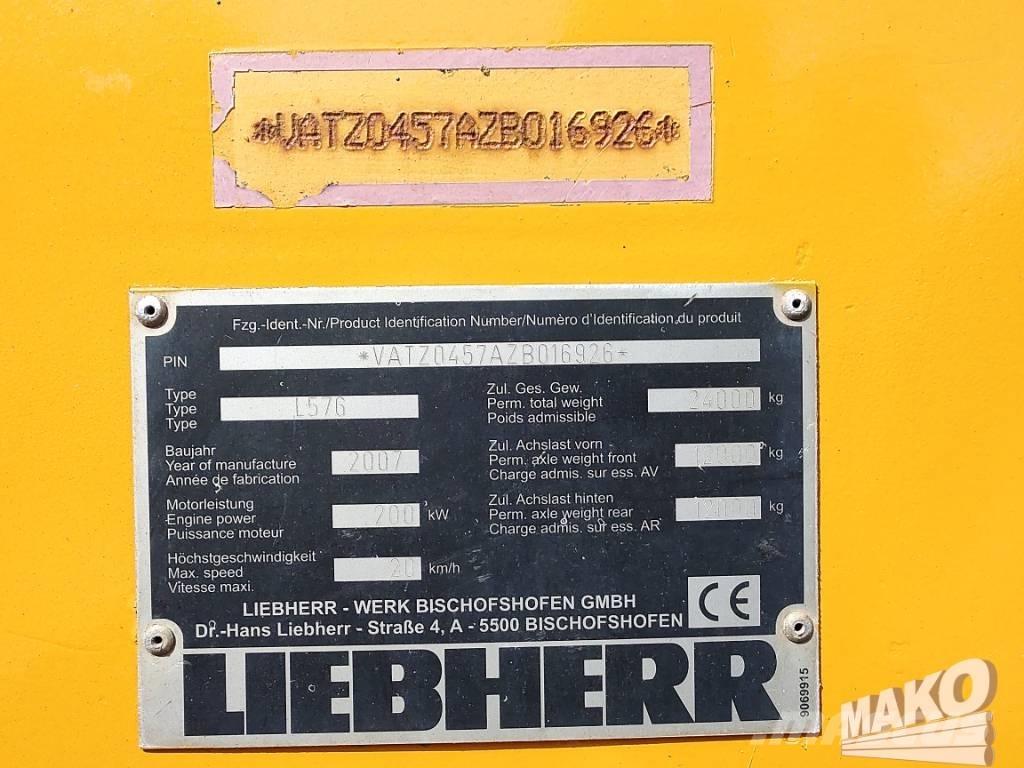 *VATZ0457AZB016926*
Fzg.-Ident.-Nr./Product Identification Number/Numèro d'Identification du produit
PIN *VATZ0457AZB016926*
Type
Type
Type
L576
Baujahr
Year of manufacture
Année de fabrication
2007
Motorleistung
Engine power
Puissance moteur
200 kW
Höchstgeschwindigkeit
Max. speed
Vitesse maxi.
20 km/h
Zul. Ges. Gew.
Perm. total weight
Poids admissible
24000 kg
Zul. Achslast vorn
Perm. axle weight front
Charge admis. sur ess. AV
12000 kg
Zul. Achslast hinten
Perm. axle weight rear
Charge admis. sur ess. AR
12000 kg
LIEBHERR - WERK BISCHOFSHOFEN GMBH
Dr.-Hans Liebherr - Straße 4, A - 5500 BISCHOFSHOFEN
CE
LIEBHERR
9069915
MAKO